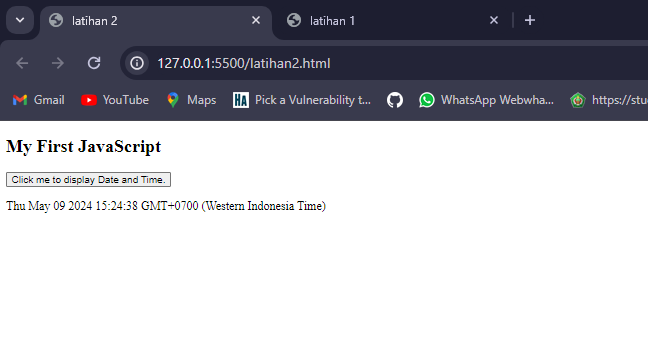 latihan 2
latihan 1
127.0.0.1:5500/latihan2.html
Gmail
YouTube
Maps
HA
Pick a Vulnerability t...
WhatsApp Webwha...
https://stu
My First JavaScript
Click me to display Date and Time.
Thu May 09 2024 15:24:38 GMT+0700 (Western Indonesia Time)